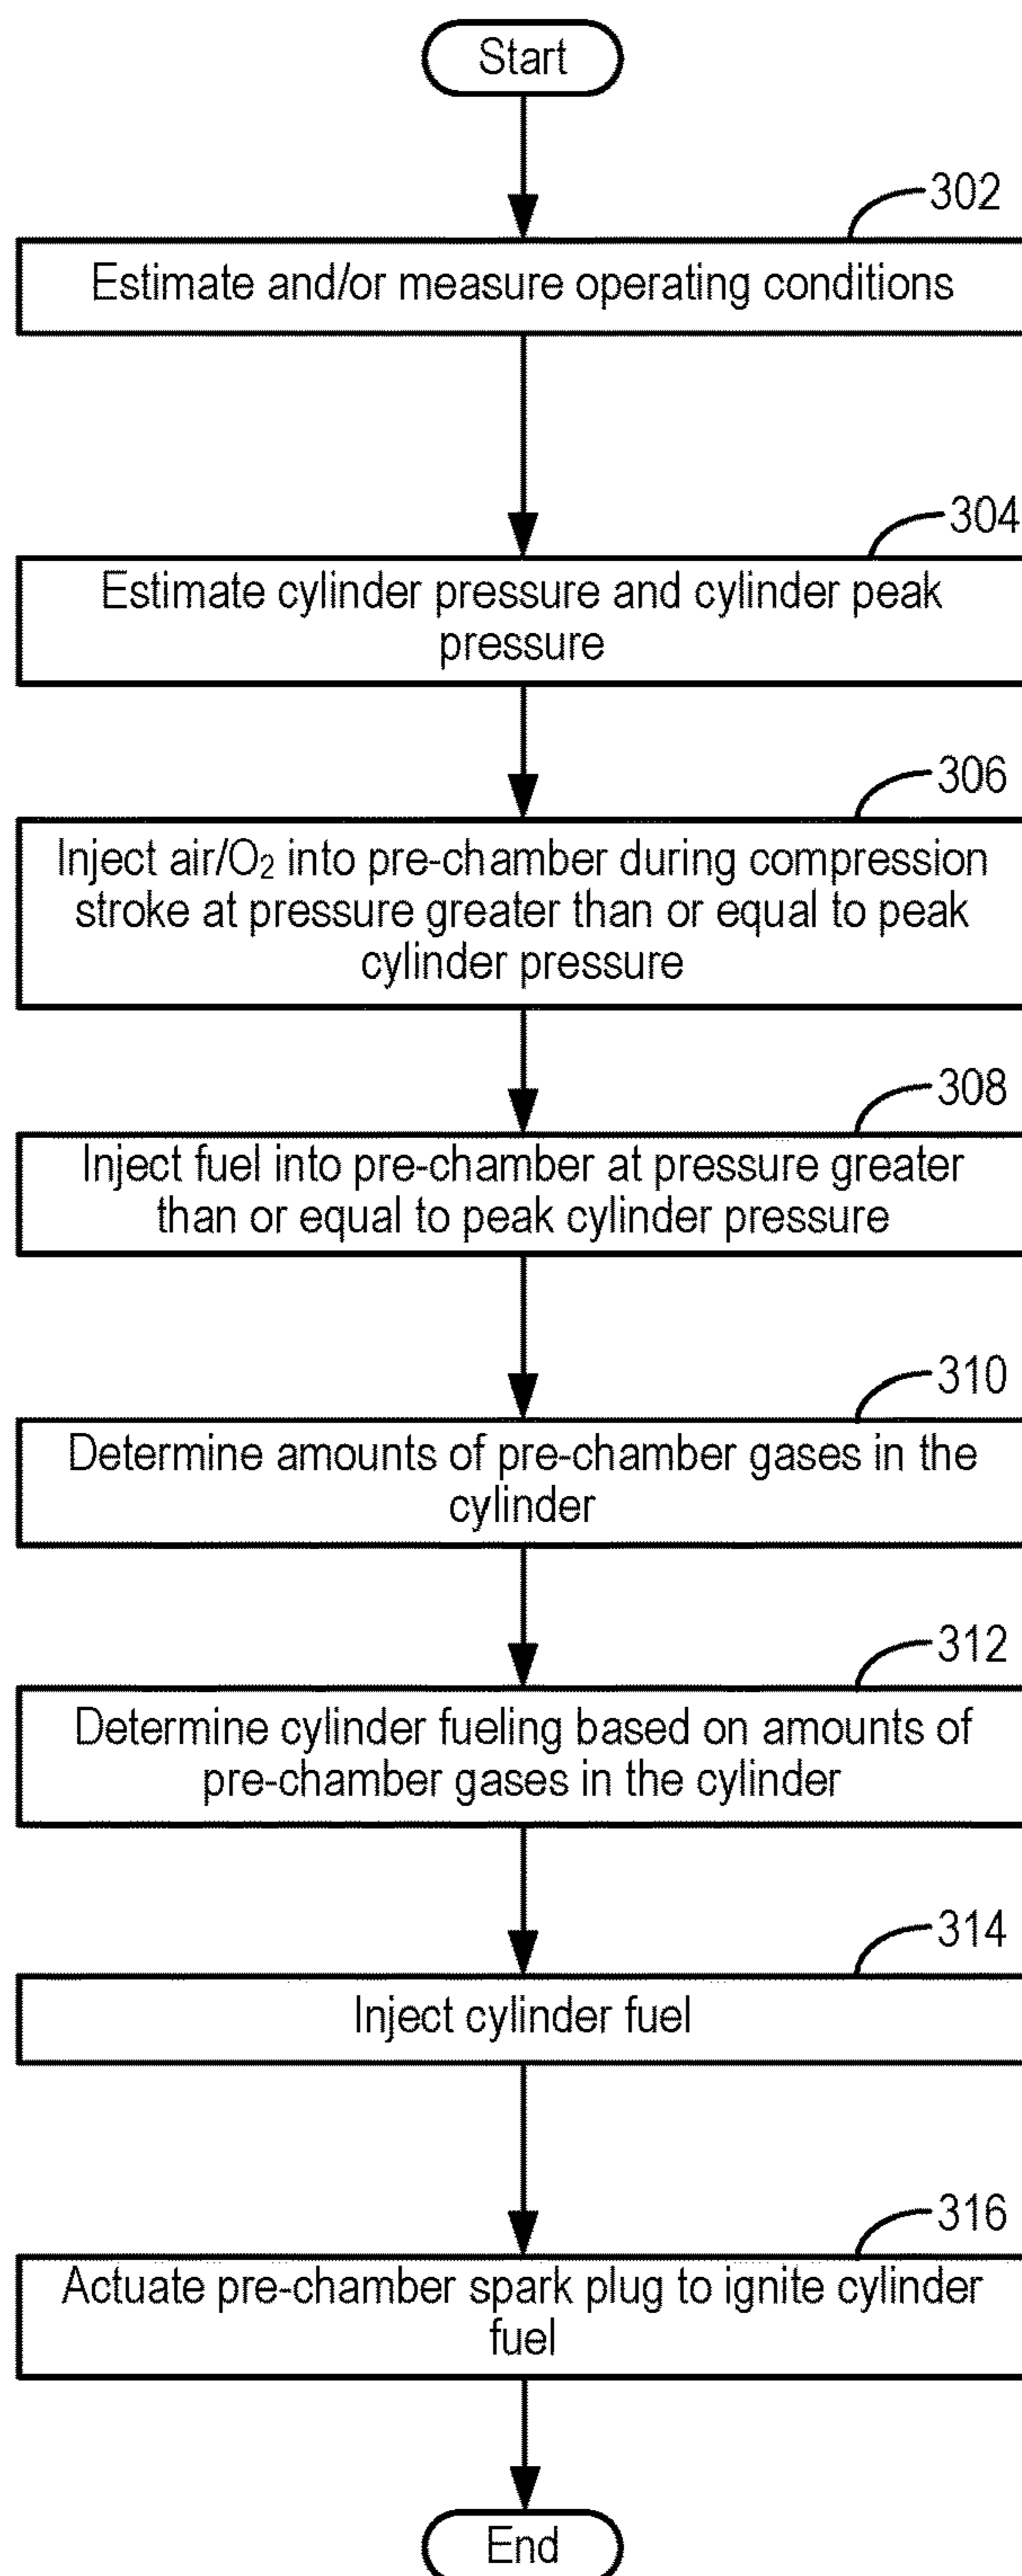 Start
302
Estimate and/or measure operating conditions
304
Estimate cylinder pressure and cylinder peak
pressure
306
Inject air/O₂ into pre-chamber during compression
stroke at pressure greater than or equal to peak
cylinder pressure
308
Inject fuel into pre-chamber at pressure greater
than or equal to peak cylinder pressure
310
Determine amounts of pre-chamber gases in the
cylinder
312
Determine cylinder fueling based on amounts of
pre-chamber gases in the cylinder
314
Inject cylinder fuel
316
Actuate pre-chamber spark plug to ignite cylinder
fuel
End